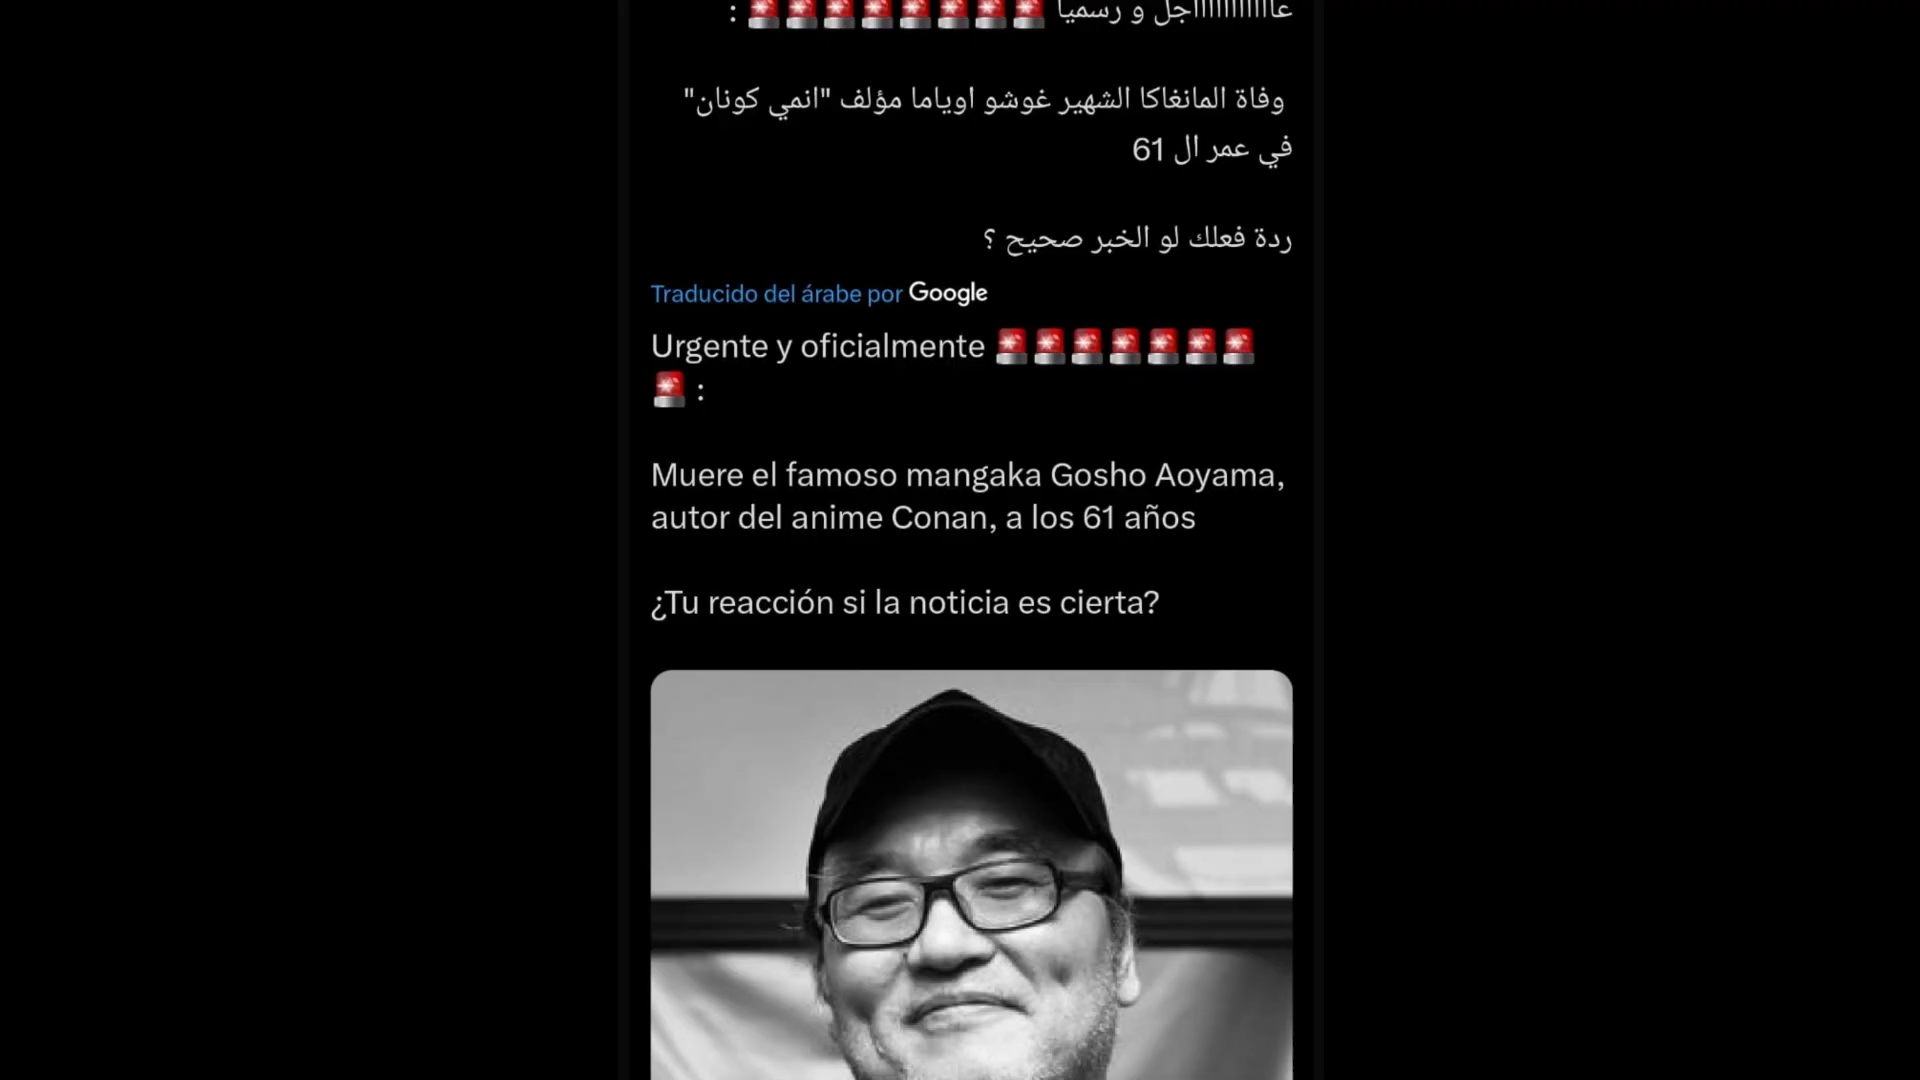 عاااااااااااجل و رسميا 🚨🚨🚨🚨🚨🚨🚨🚨 :
وفاة المانغاكا الشهير غوشو اوياما مؤلف "انمي كونان"
في عمر ال 61
ردة فعلك لو الخبر صحيح ؟
Traducido del árabe por Google
Urgente y oficialmente 🚨🚨🚨🚨🚨🚨🚨
🚨 :
Muere el famoso mangaka Gosho Aoyama,
autor del anime Conan, a los 61 años
¿Tu reacción si la noticia es cierta?